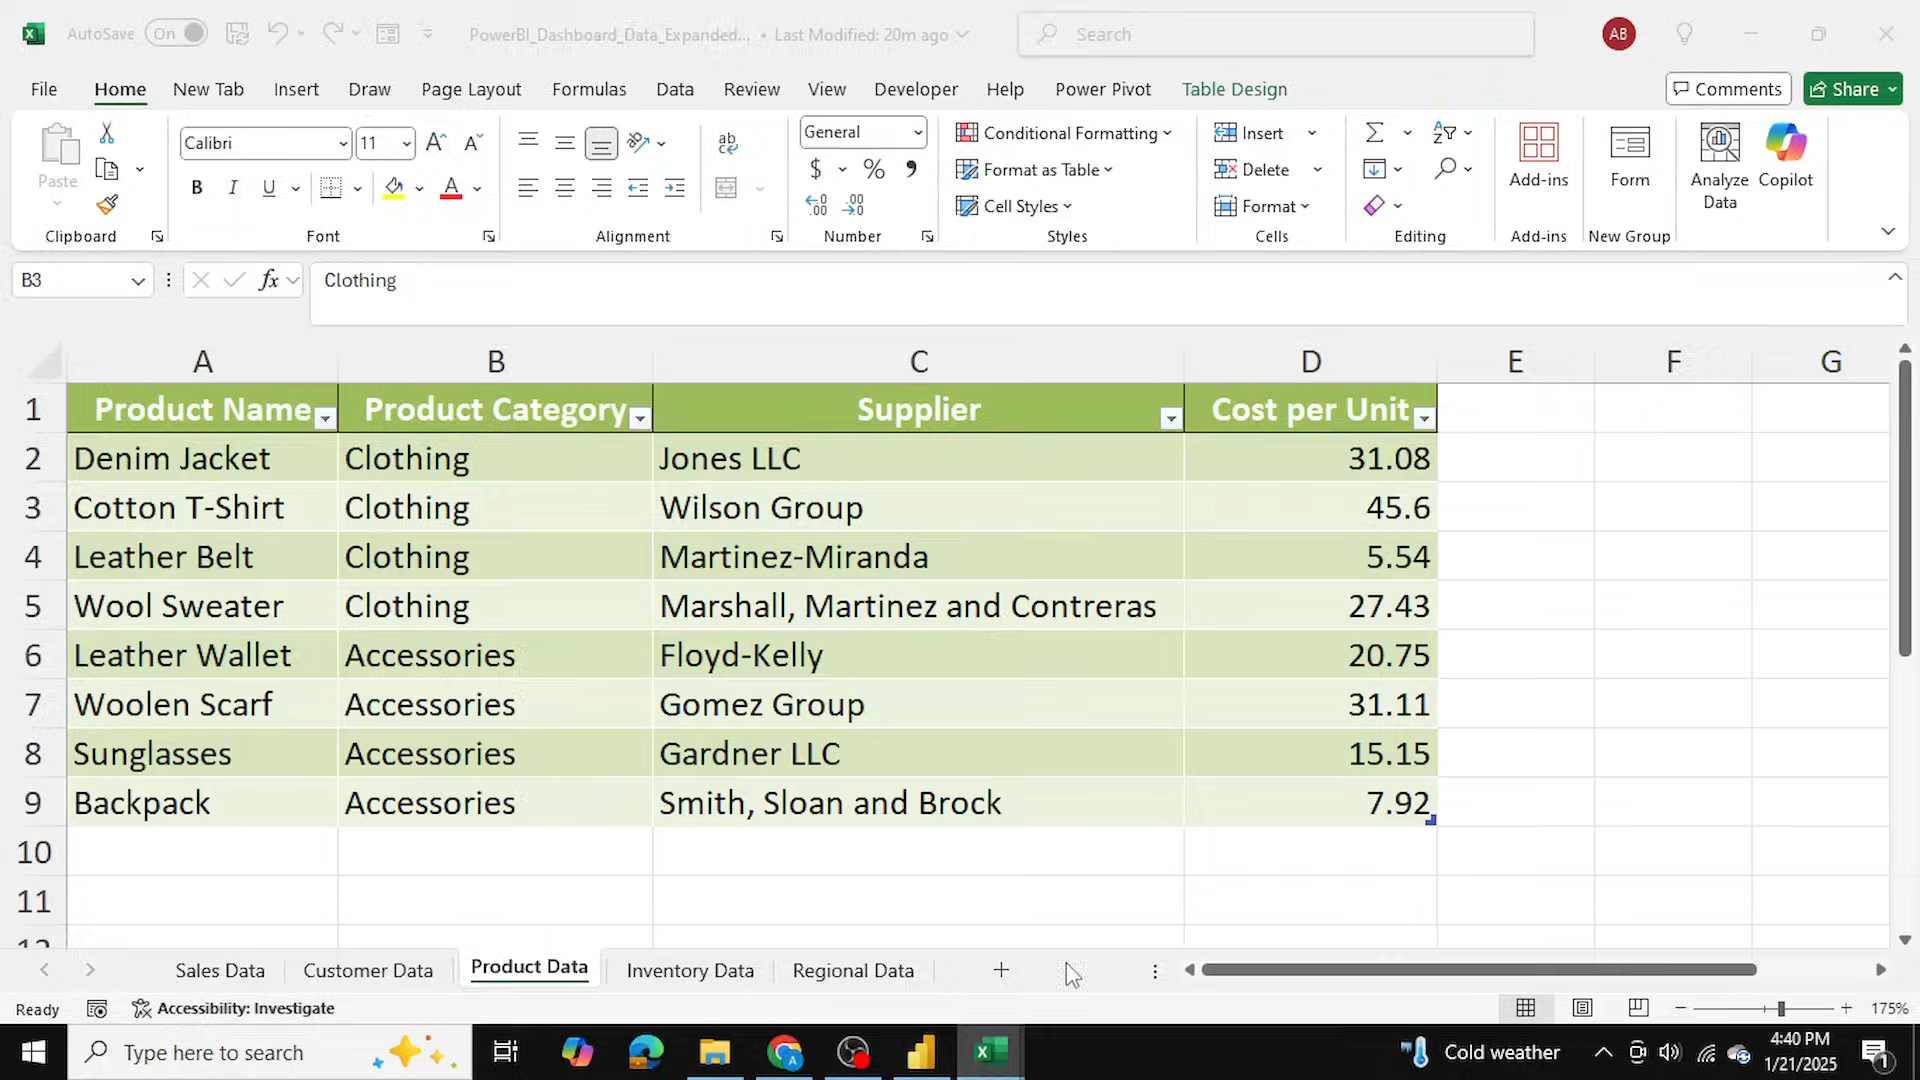 AutoSave On PowerBI_Dashboard_Data_Expanded... • Last Modified: 20m ago Search AB
File Home Insert New Tab Insert Draw Page Layout Formulas Data Review View Developer Help Power Pivot Table Design Comments Share
Paste
Clipboard
Calibri 11
B I U A
Font
ab
Alignment
General
$ % 9
Number
Conditional Formatting
Format as Table
Cell Styles
Styles
Insert
Delete
Format
Cells
Editing
Add-ins
Add-ins
Form
New Group
Analyze
Data
Copilot
B3 fx Clothing
A B C D E F G
1 Product Name Product Category Supplier Cost per Unit
2 Denim Jacket Clothing Jones LLC 31.08
3 Cotton T-Shirt Clothing Wilson Group 45.6
4 Leather Belt Clothing Martinez-Miranda 5.54
5 Wool Sweater Clothing Marshall, Martinez and Contreras 27.43
6 Leather Wallet Accessories Floyd-Kelly 20.75
7 Woolen Scarf Accessories Gomez Group 31.11
8 Sunglasses Accessories Gardner LLC 15.15
9 Backpack Accessories Smith, Sloan and Brock 7.92
10
11
12
Sales Data Customer Data Product Data Inventory Data Regional Data
Ready Accessibility: Investigate 175%
Type here to search Cold weather 4:40 PM
1/21/2025 1